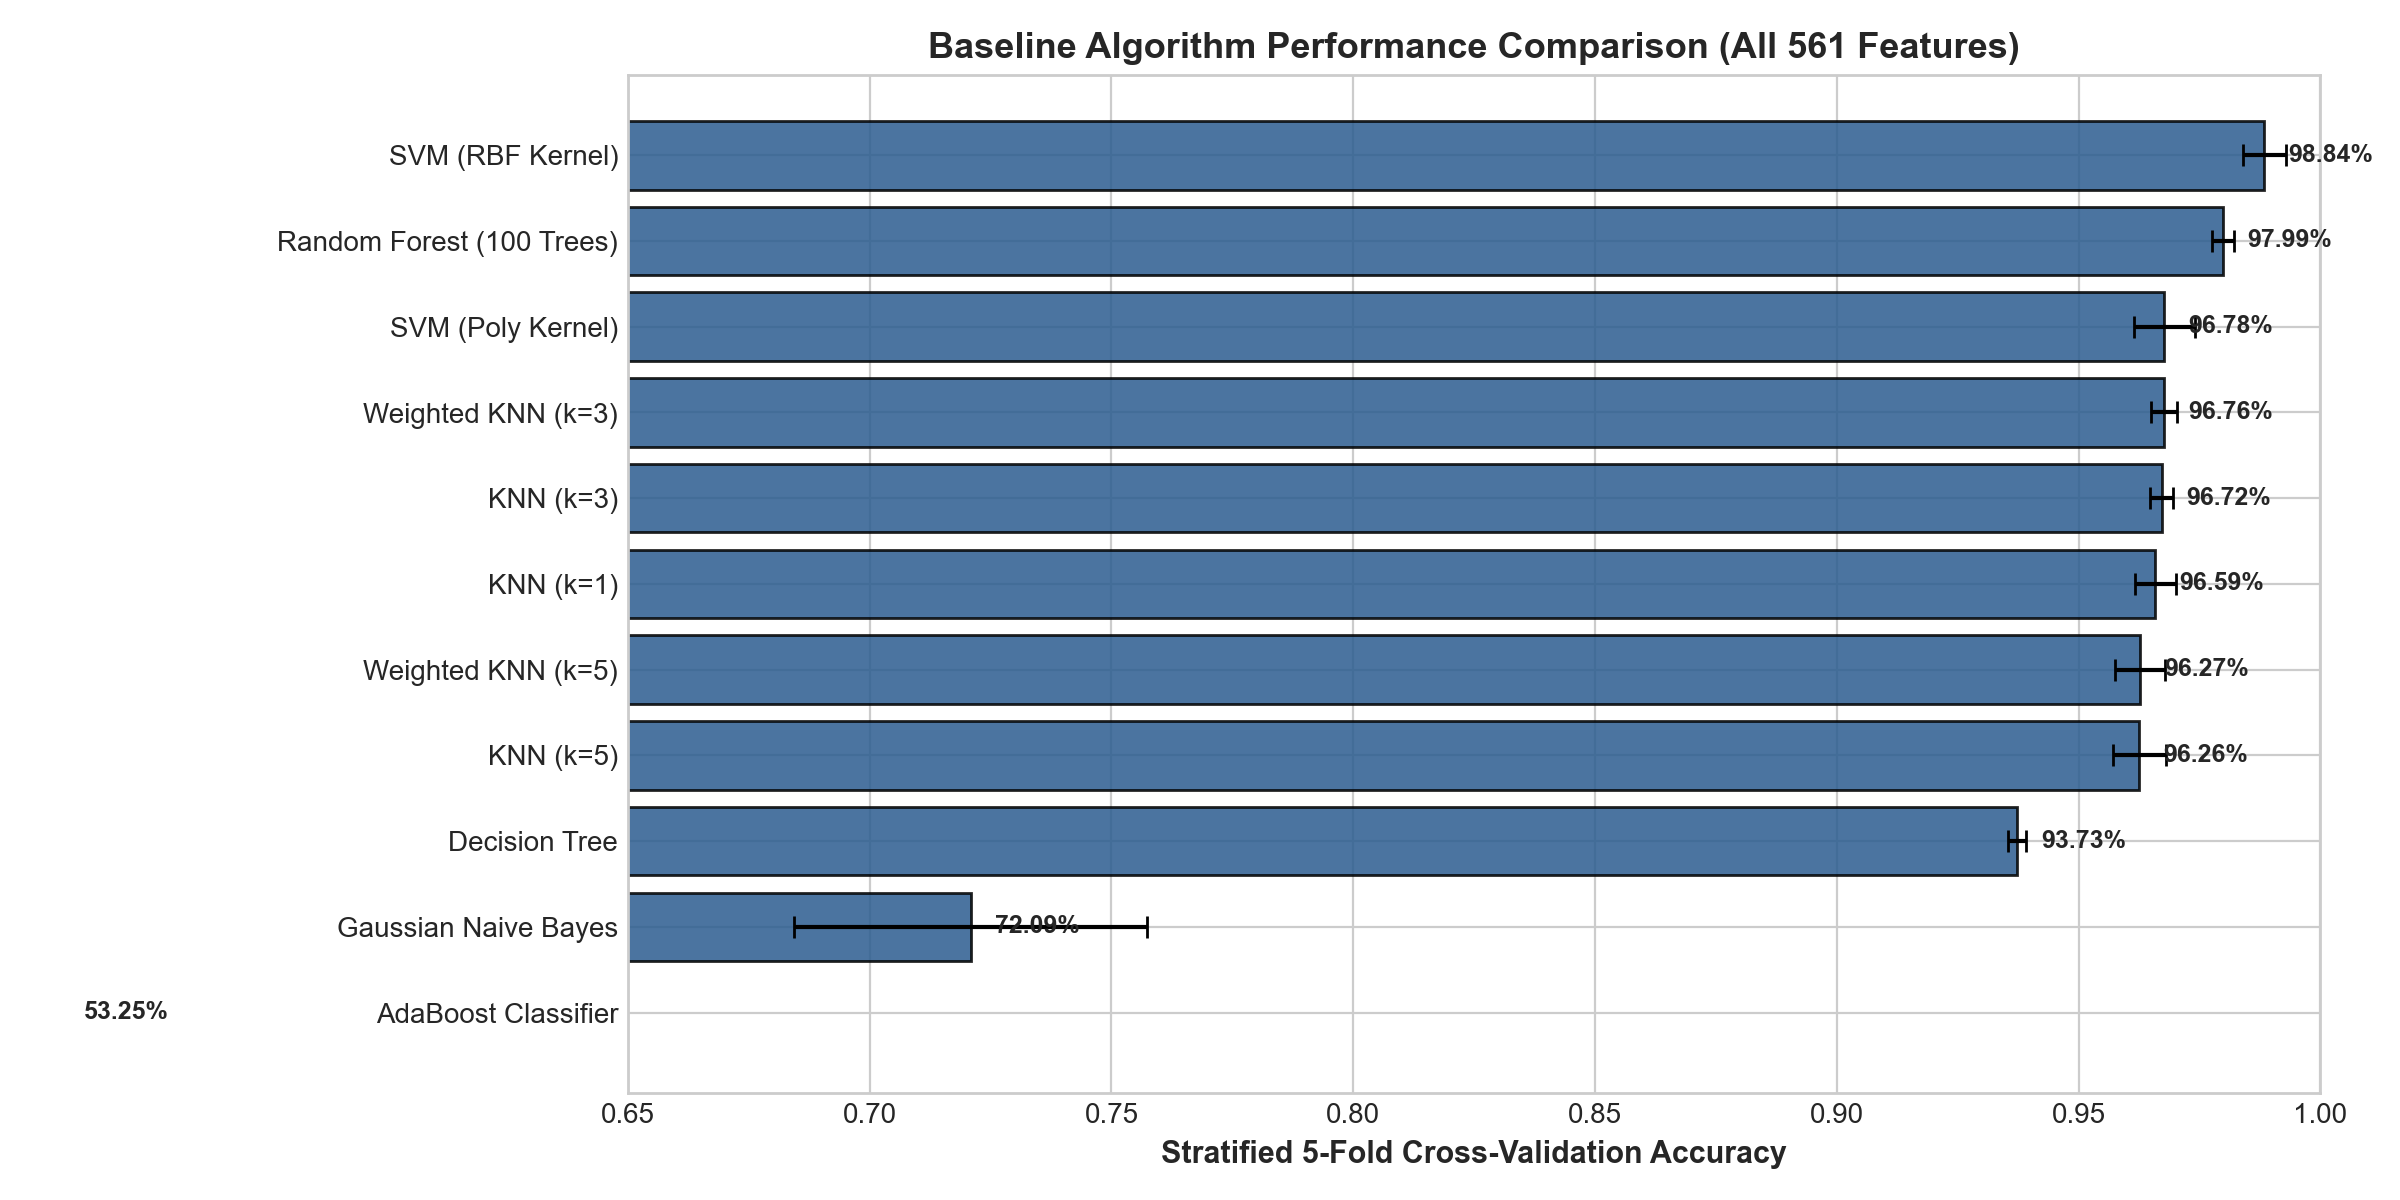 Baseline Algorithm Performance Comparison (All 561 Features)
SVM (RBF Kernel) 98.84%
Random Forest (100 Trees) 97.99%
SVM (Poly Kernel) 96.78%
Weighted KNN (k=3) 96.76%
KNN (k=3) 96.72%
KNN (k=1) 96.59%
Weighted KNN (k=5) 96.27%
KNN (k=5) 96.26%
Decision Tree 93.73%
Gaussian Naive Bayes 72.09%
53.25% AdaBoost Classifier
0.65 0.70 0.75 0.80 0.85 0.90 0.95 1.00
Stratified 5-Fold Cross-Validation Accuracy